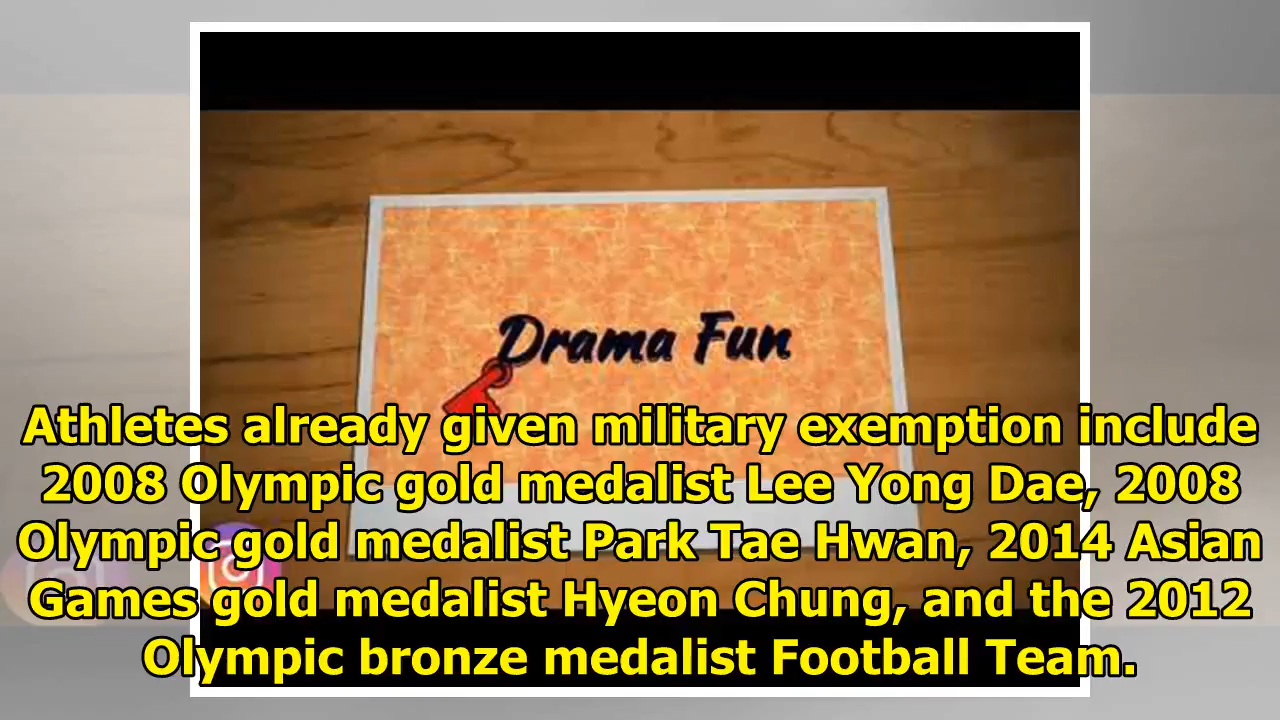 Drama Fun
Athletes already given military exemption include
2008 Olympic gold medalist Lee Yong Dae, 2008
Olympic gold medalist Park Tae Hwan, 2014 Asian
Games gold medalist Hyeon Chung, and the 2012
Olympic bronze medalist Football Team.